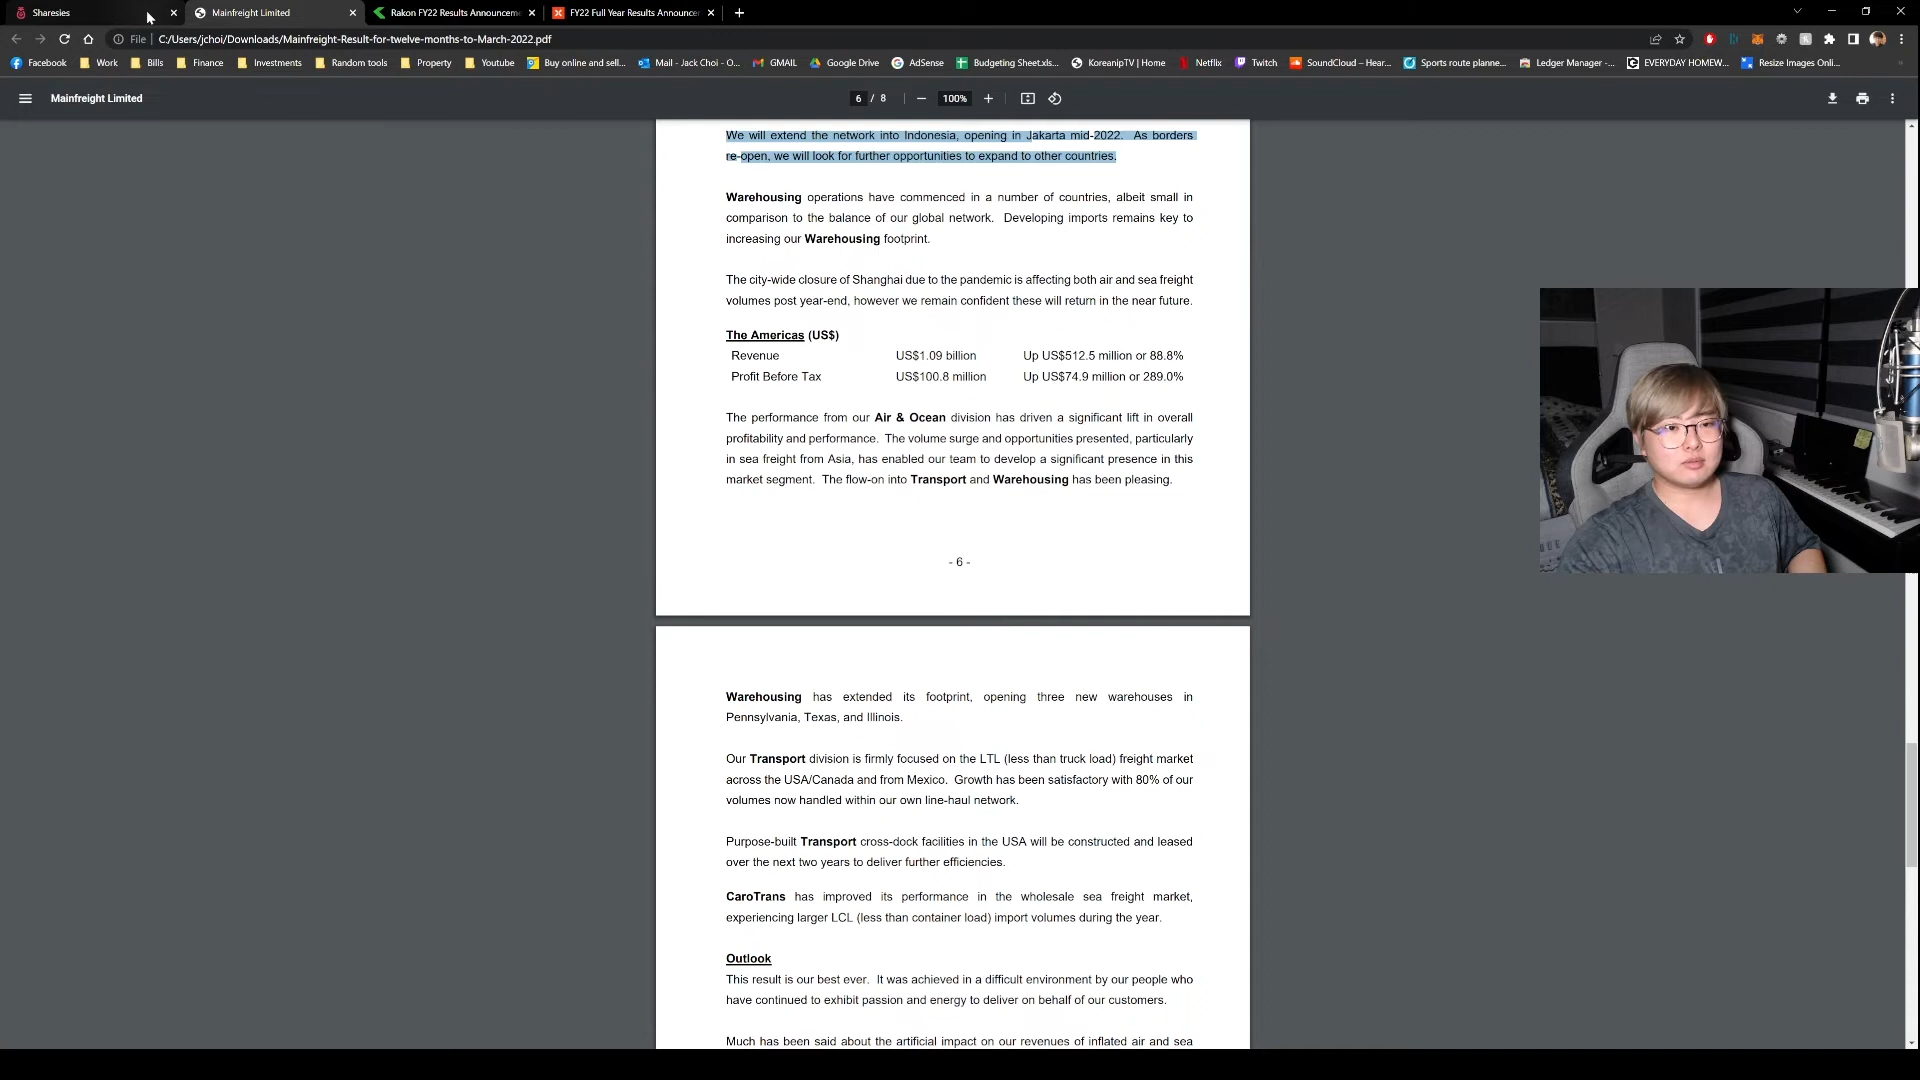 Sharesies
Mainfreight Limited
Rakon FY22 Results Announcem
FY22 Full Year Results Announcer
File
C:/Users/jchoi/Downloads/Mainfreight-Result-for-twelve-months-to-March-2022.pdf
Facebook
Work
Bills
Finance
Investments
Random tools
Property
Youtube
Buy online and sell...
Mail - Jack Choi - O...
GMAIL
Google Drive
AdSense
Budgeting Sheet.xls...
KoreanipTV | Home
Netflix
Twitch
SoundCloud – Hear...
Sports route planne...
Ledger Manager -...
EVERYDAY HOMEW...
Resize Images Onli...
Mainfreight Limited
6 / 8
100%
We will extend the network into Indonesia, opening in Jakarta mid-2022. As borders
re-open, we will look for further opportunities to expand to other countries.
Warehousing operations have commenced in a number of countries, albeit small in
comparison to the balance of our global network. Developing imports remains key to
increasing our Warehousing footprint.
The city-wide closure of Shanghai due to the pandemic is affecting both air and sea freight
volumes post year-end, however we remain confident these will return in the near future.
The Americas (US$)
Revenue US$1.09 billion Up US$512.5 million or 88.8%
Profit Before Tax US$100.8 million Up US$74.9 million or 289.0%
The performance from our Air & Ocean division has driven a significant lift in overall
profitability and performance. The volume surge and opportunities presented, particularly
in sea freight from Asia, has enabled our team to develop a significant presence in this
market segment. The flow-on into Transport and Warehousing has been pleasing.
- 6 -
Warehousing has extended its footprint, opening three new warehouses in
Pennsylvania, Texas, and Illinois.
Our Transport division is firmly focused on the LTL (less than truck load) freight market
across the USA/Canada and from Mexico. Growth has been satisfactory with 80% of our
volumes now handled within our own line-haul network.
Purpose-built Transport cross-dock facilities in the USA will be constructed and leased
over the next two years to deliver further efficiencies.
CaroTrans has improved its performance in the wholesale sea freight market,
experiencing larger LCL (less than container load) import volumes during the year.
Outlook
This result is our best ever. It was achieved in a difficult environment by our people who
have continued to exhibit passion and energy to deliver on behalf of our customers.
Much has been said about the artificial impact on our revenues of inflated air and sea